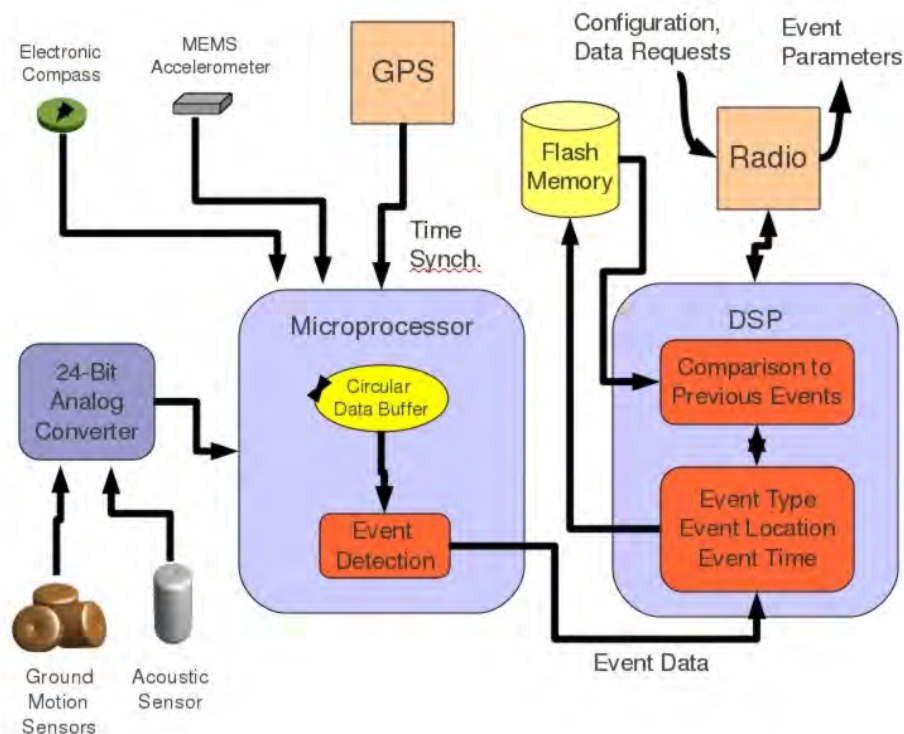 Electronic
Compass
MEMS
Accelerometer
GPS
Configuration,
Data Requests
Event
Parameters
Flash
Memory
Radio
Time
Synch.
Microprocessor
DSP
24-Bit
Analog
Converter
Circular
Data Buffer
Comparison to
Previous Events
Event
Detection
Event Type
Event Location
Event Time
Event Data
Ground
Motion
Sensors
Acoustic
Sensor